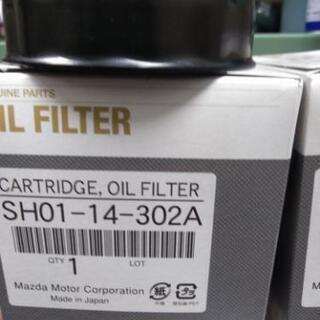 UINE PARTS
IL FILTER
CARTRIDGE, OIL FILTER
SH01-14-302A
QTY LOT
1
Mazda Motor Corporation
Made in Japan
紙
M